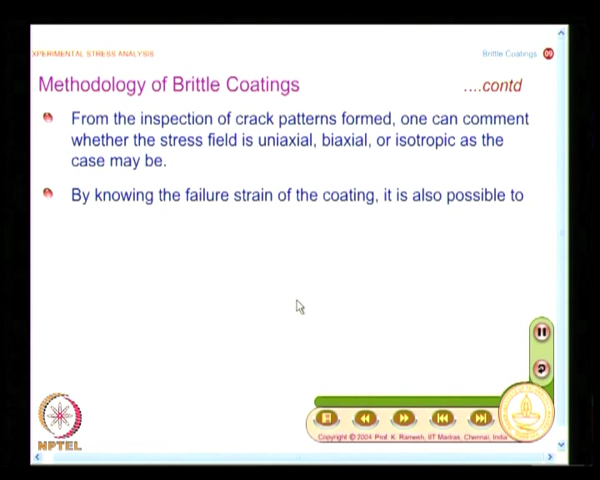 XPERIMENTAL STRESS ANALYSIS
Brittle Coatings 09
Methodology of Brittle Coatings
....contd
From the inspection of crack patterns formed, one can comment
whether the stress field is uniaxial, biaxial, or isotropic as the
case may be.
By knowing the failure strain of the coating, it is also possible to
NPTEL
Copyright © 2004 Prof. K. Ramesh, IIT Madras, Chennai, India